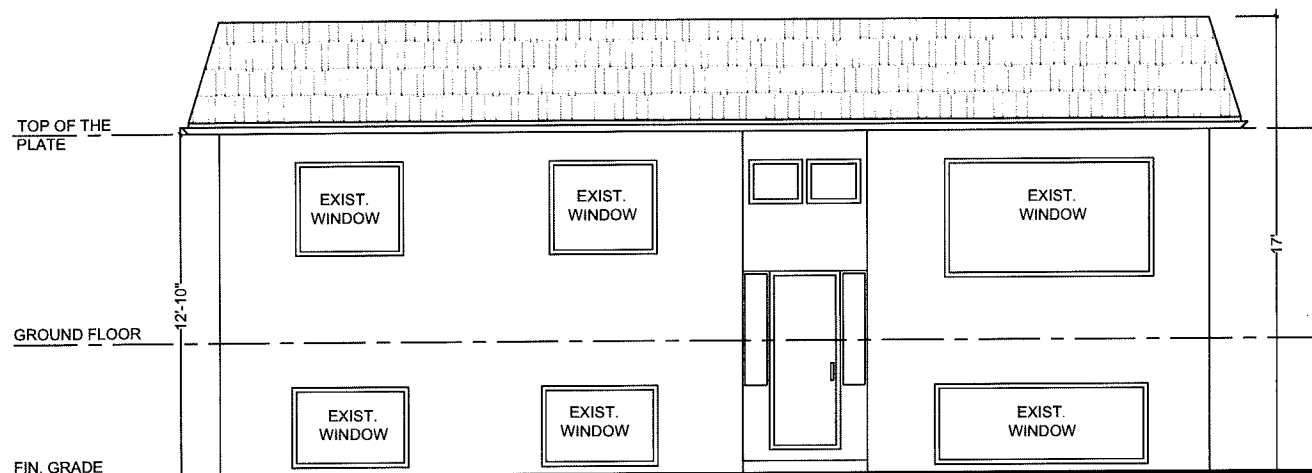 TOP OF THE
PLATE
EXIST.
WINDOW
EXIST.
WINDOW
EXIST.
WINDOW
17'
12'-10"
GROUND FLOOR
EXIST.
WINDOW
EXIST.
WINDOW
EXIST.
WINDOW
FIN. GRADE